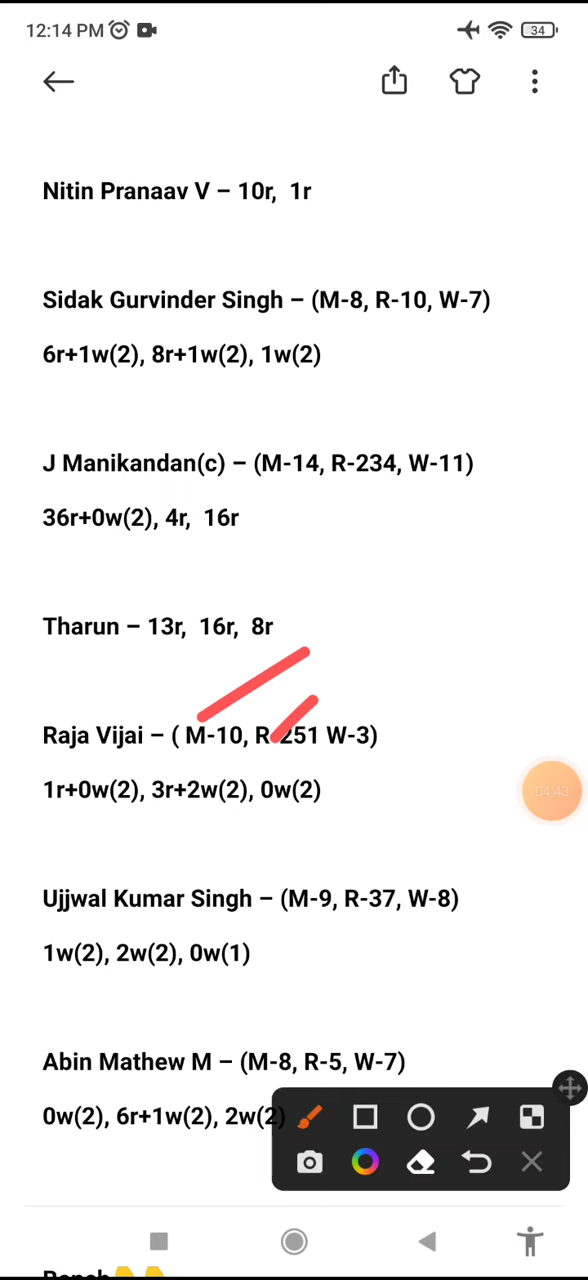 12:14 PM
34
Nitin Pranaav V – 10r, 1r
Sidak Gurvinder Singh – (M-8, R-10, W-7)
6r+1w(2), 8r+1w(2), 1w(2)
J Manikandan(c) – (M-14, R-234, W-11)
36r+0w(2), 4r, 16r
Tharun – 13r, 16r, 8r
Raja Vijai – ( M-10, R-251 W-3)
1r+0w(2), 3r+2w(2), 0w(2)
04:43
Ujjwal Kumar Singh – (M-9, R-37, W-8)
1w(2), 2w(2), 0w(1)
Abin Mathew M – (M-8, R-5, W-7)
0w(2), 6r+1w(2), 2w(2)